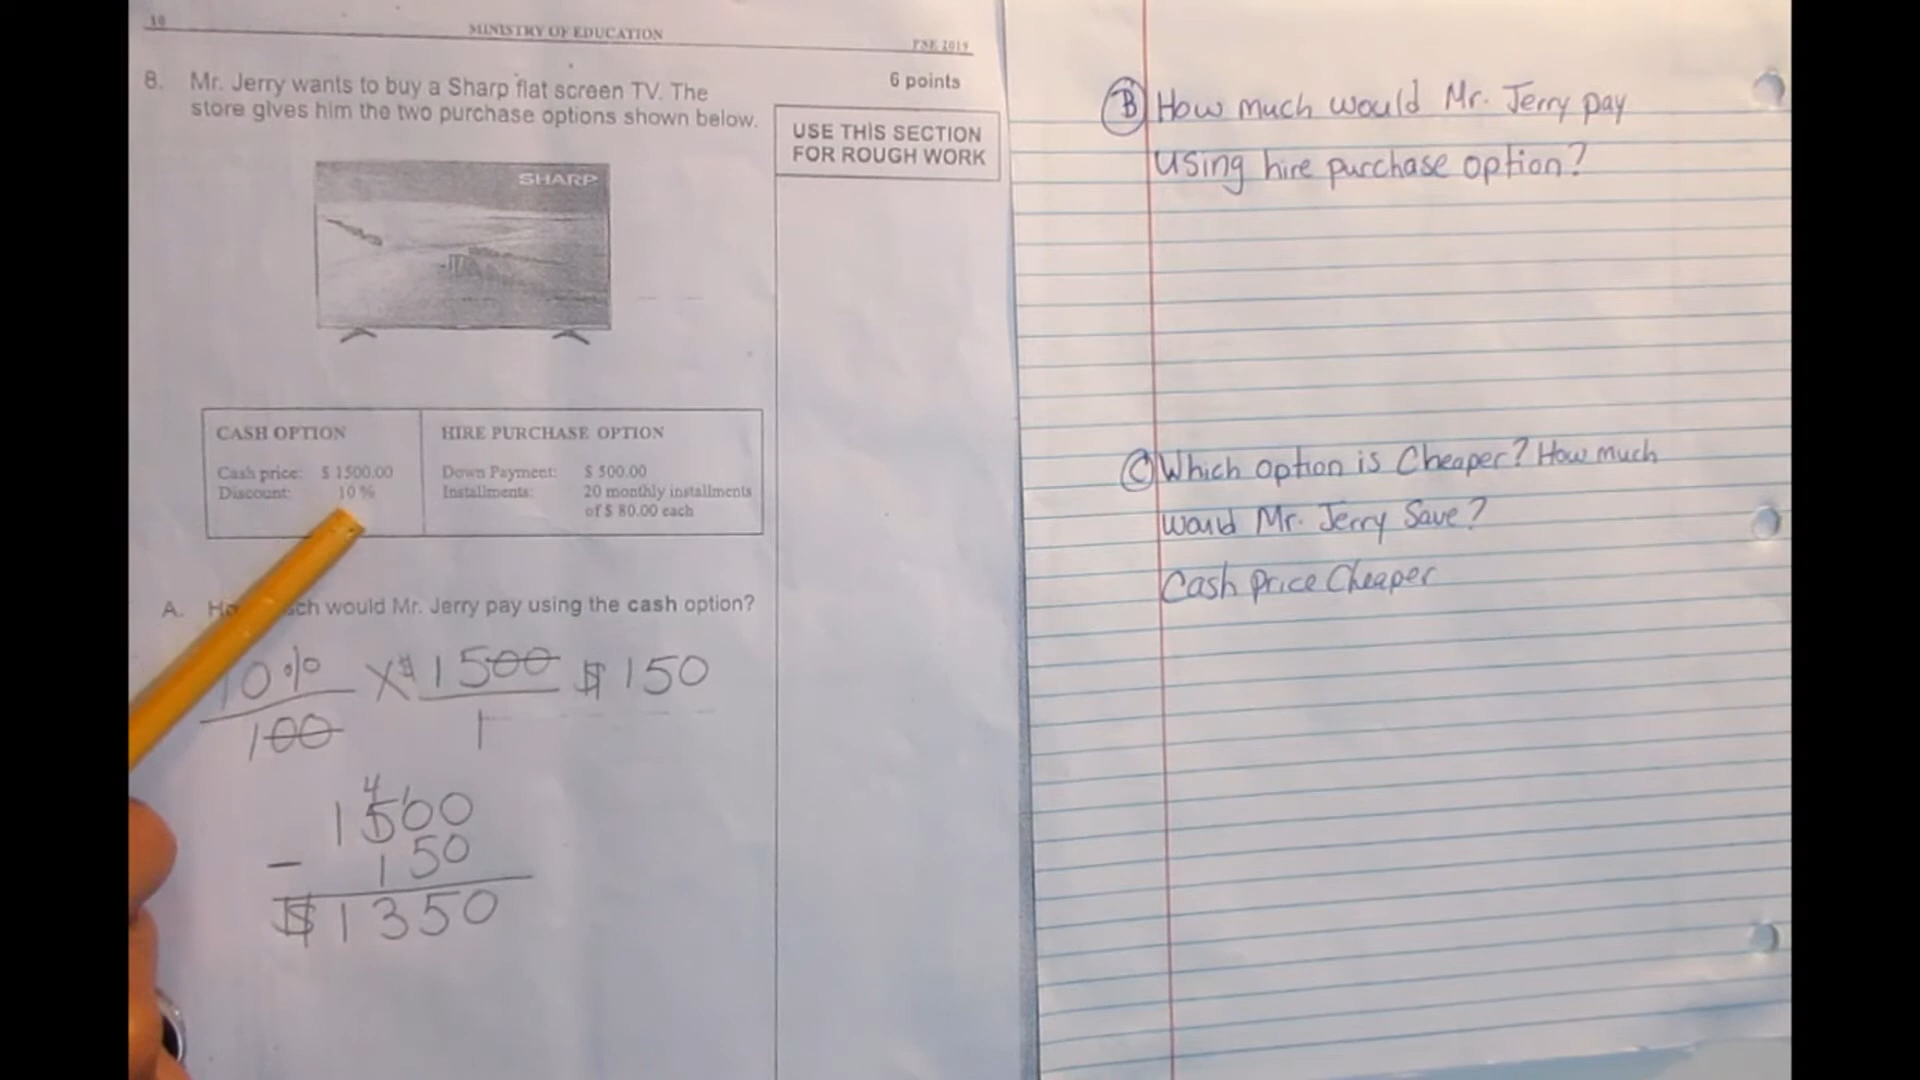 10
MINISTRY OF EDUCATION
PSE 2019
8. Mr. Jerry wants to buy a Sharp flat screen TV. The
store gives him the two purchase options shown below.
6 points
USE THIS SECTION
FOR ROUGH WORK
SHARP
CASH OPTION
Cash price: $ 1500.00
Discount: 10 %
HIRE PURCHASE OPTION
Down Payment: $ 500.00
Installments: 20 monthly installments
of $ 80.00 each
A. would Mr. Jerry pay using the cash option?
10% X $1500 $150
100 1
4 1
1500
- 150
$1350
B How much would Mr. Jerry pay
using hire purchase option?
C Which option is Cheaper? How much
would Mr. Jerry Save?
Cash price Cheaper